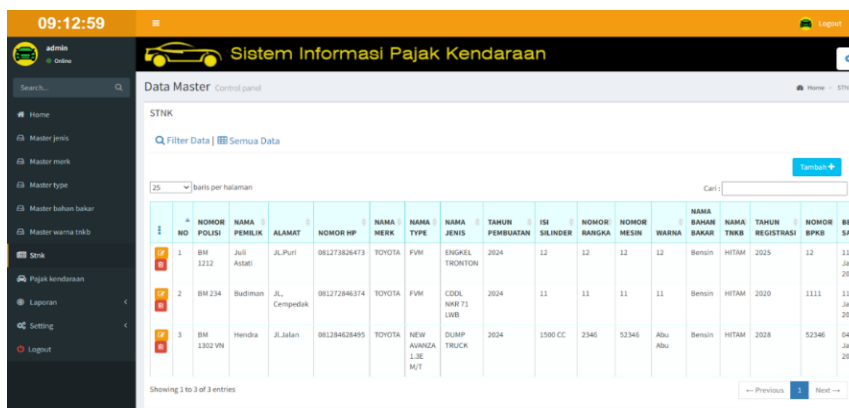 09:12:59
Logout
admin
Online
Sistem Informasi Pajak Kendaraan
Search...
Data Master Control panel
Home > STN
Home
STNK
Master jenis
Filter Data | Semua Data
Master merk
Tambah +
Master type
25 baris per halaman
Cari :
Master bahan bakar
Master warna tnkb
NO NOMOR POLISI NAMA PEMILIK ALAMAT NOMOR HP NAMA MERK NAMA TYPE NAMA JENIS TAHUN PEMBUATAN ISI SILINDER NOMOR RANGKA NOMOR MESIN WARNA NAMA BAHAN BAKAR NAMA TNKB TAHUN REGISTRASI NOMOR BPKB
Stnk
1 BM 1212 Juli Astati JL.Puri 081273826473 TOYOTA FVM ENGKEL TRONTON 2024 12 12 12 12 Bensin HITAM 2025 12
Pajak kendaraan
Laporan
2 BM 234 Budiman JL, Cempedak 081272846374 TOYOTA FVM CDDL NKR 71 LWB 2024 11 11 11 11 Bensin HITAM 2020 1111
Setting
3 BM 1302 VN Hendra Jl.Jalan 081284628495 TOYOTA NEW AVANZA 1.3E M/T DUMP TRUCK 2024 1500 CC 2346 52346 Abu Abu Bensin HITAM 2028 52346
Logout
Showing 1 to 3 of 3 entries
← Previous 1 Next →